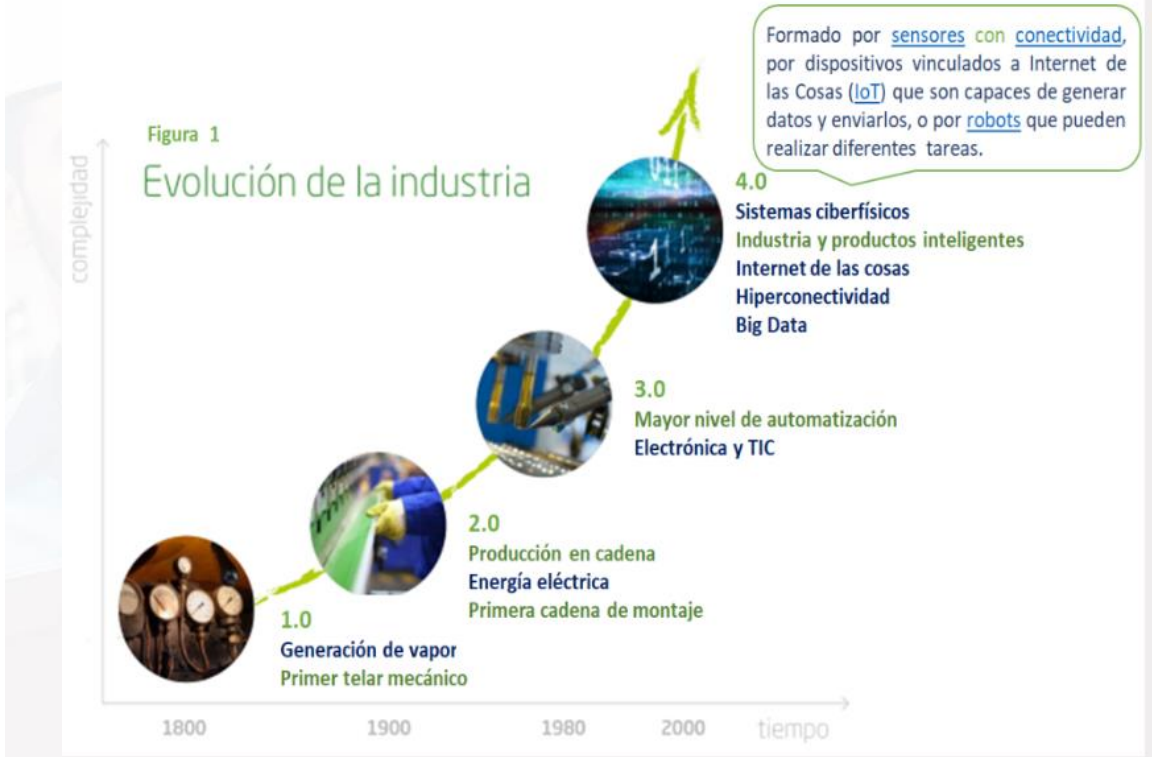 Formado por sensores con conectividad,
por dispositivos vinculados a Internet de
las Cosas (IoT) que son capaces de generar
datos y enviarlos, o por robots que pueden
realizar diferentes tareas.
Figura 1
Evolución de la industria
complejidad
4.0
Sistemas ciberfísicos
Industria y productos inteligentes
Internet de las cosas
Hiperconectividad
Big Data
3.0
Mayor nivel de automatización
Electrónica y TIC
2.0
Producción en cadena
Energía eléctrica
Primera cadena de montaje
1.0
Generación de vapor
Primer telar mecánico
1800 1900 1980 2000 tiempo